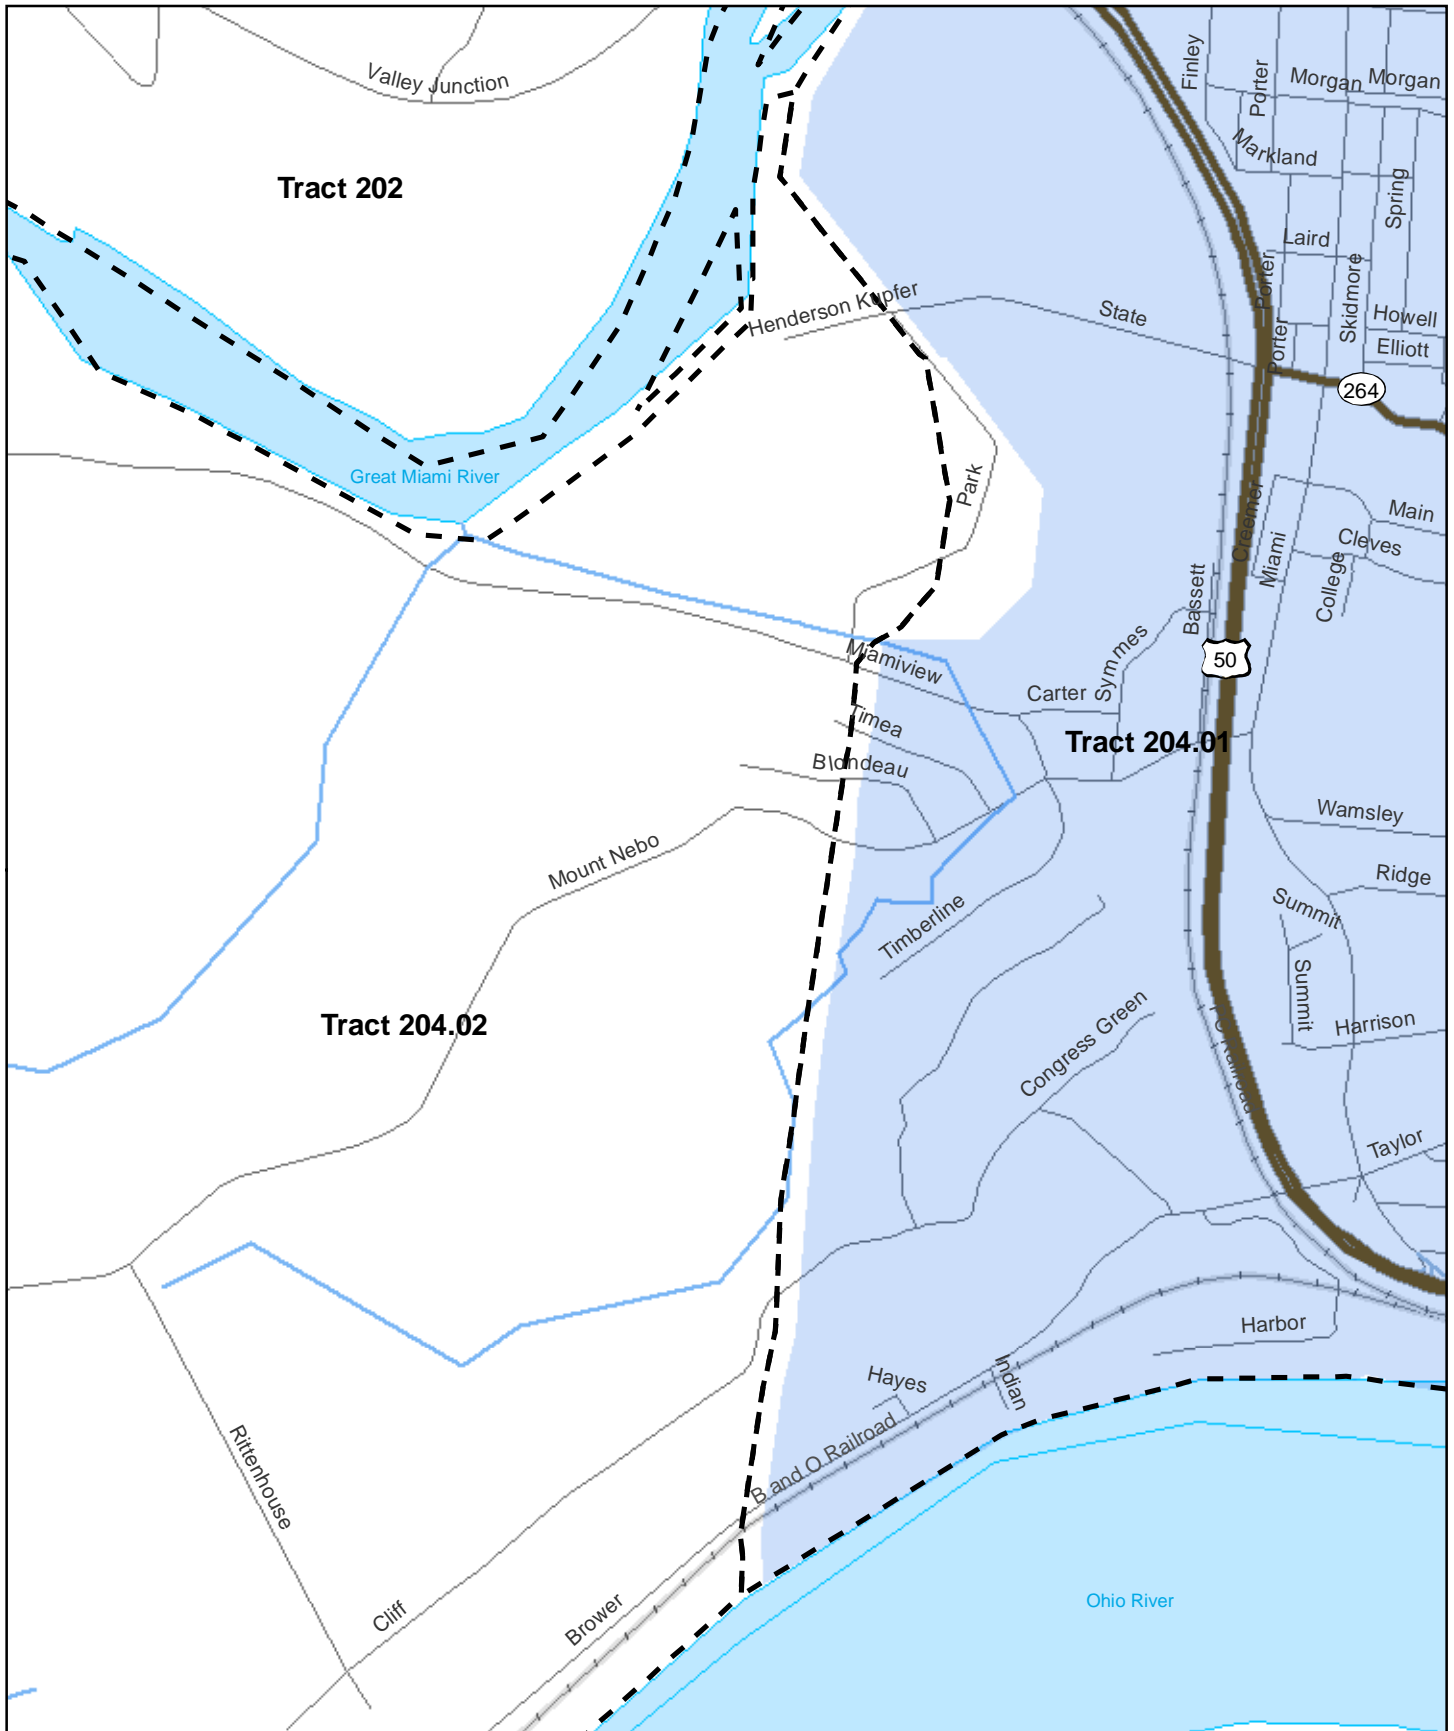 Valley Junction
Finley
Porter
Morgan
Morgan
Markland
Tract 202
Spring
Laird
Porter
Skidmore
Henderson Kupfer
State
Howell
Porter
Elliott
264
Great Miami River
Park
Creemer
Main
Cleves
Miami
College
Bassett
Miamiview
Symmes
50
Carter
Timea
Tract 204.01
Blondeau
Wamsley
Mount Nebo
Ridge
Summit
Timberline
Summit
Tract 204.02
Congress Green
Harrison
Railroad
Taylor
Harbor
Hayes
Indian
Rittenhouse
B and O Railroad
Cliff
Brower
Ohio River